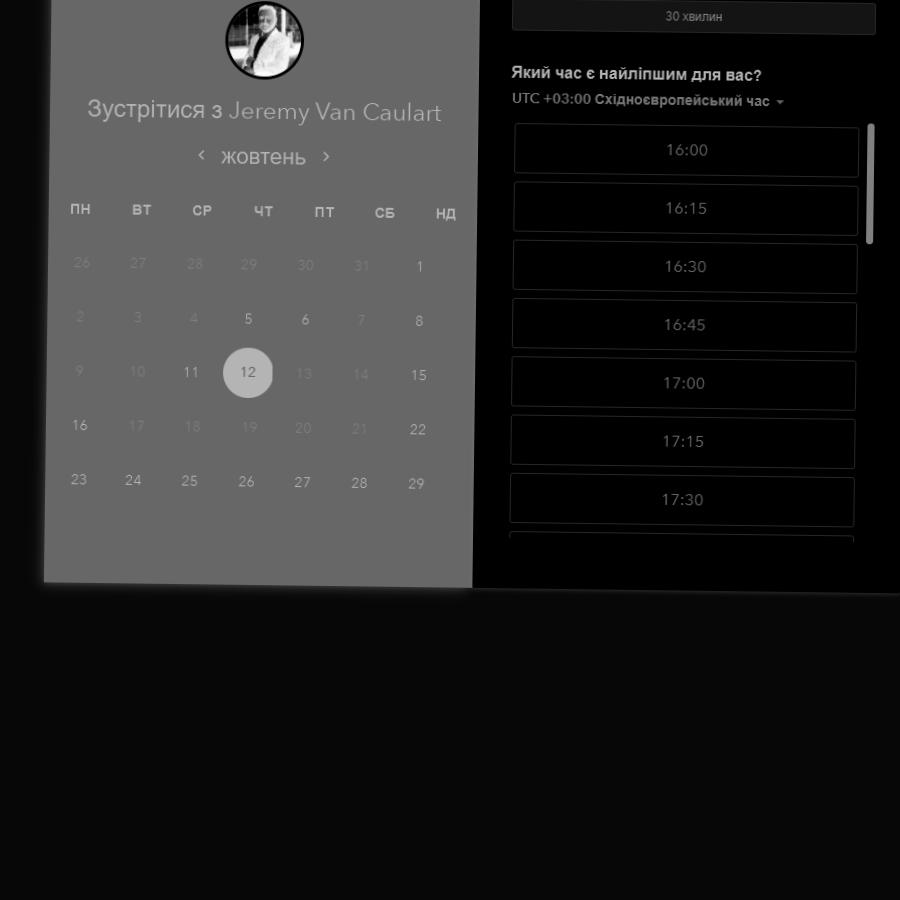 Зустрітися з Jeremy Van Caulart
жовтень
ПН ВТ СР ЧТ ПТ СБ НД
26 27 28 29 30 31 1
2 3 4 5 6 7 8
9 10 11 12 13 14 15
16 17 18 19 20 21 22
23 24 25 26 27 28 29
30 хвилин
Який час є найліпшим для вас?
UTC +03:00 Східноєвропейський час
16:00
16:15
16:30
16:45
17:00
17:15
17:30